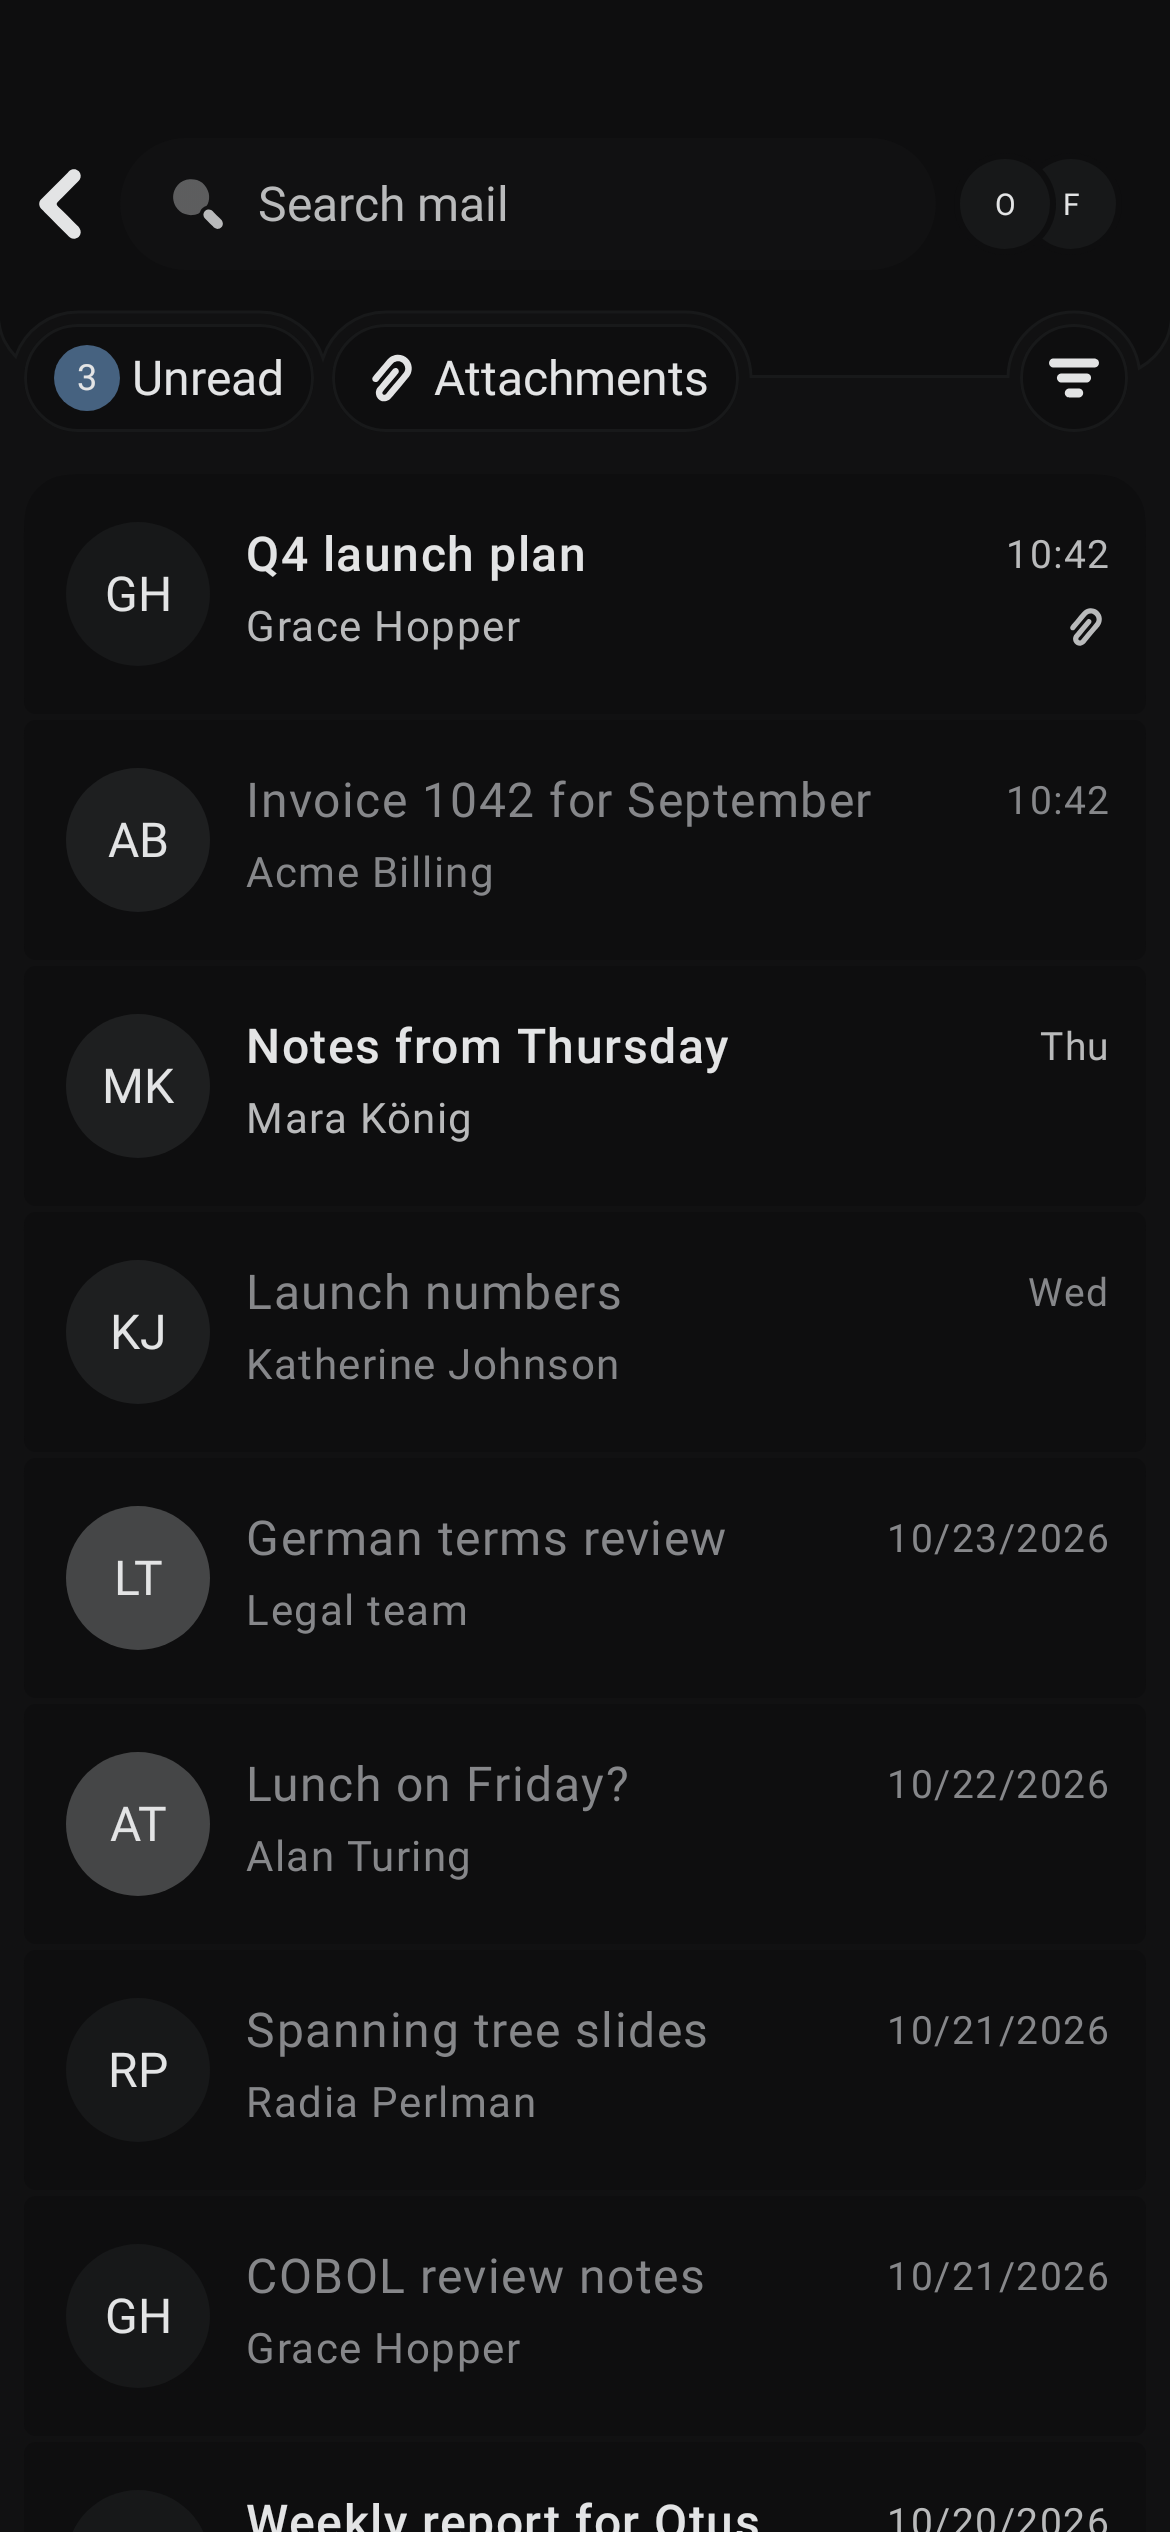 Search mail
O
F
3 Unread
Attachments
GH
Q4 launch plan
10:42
Grace Hopper
AB
Invoice 1042 for September
10:42
Acme Billing
MK
Notes from Thursday
Thu
Mara König
KJ
Launch numbers
Wed
Katherine Johnson
LT
German terms review
10/23/2026
Legal team
AT
Lunch on Friday?
10/22/2026
Alan Turing
RP
Spanning tree slides
10/21/2026
Radia Perlman
GH
COBOL review notes
10/21/2026
Grace Hopper
Weekly report for Otus
10/20/2026